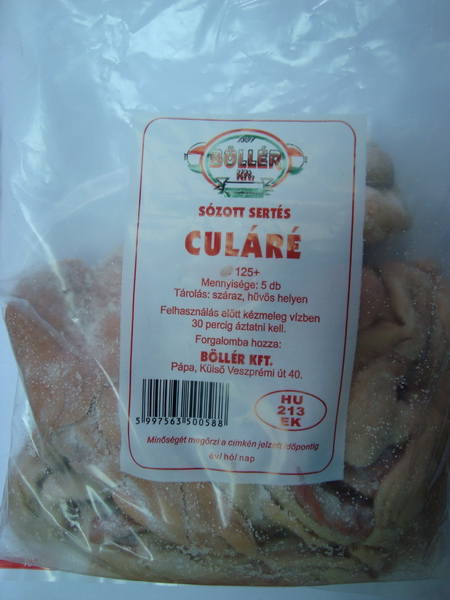 BÖLLÉR
Kft.
SÓZOTT SERTÉS
CULÁRÉ
125+
Mennyisége: 5 db
Tárolás: száraz, hűvös helyen
Felhasználás előtt kézmeleg vízben
30 percig áztatni kell.
Forgalomba hozza:
BÖLLÉR KFT.
Pápa, Külső Veszprémi út 40.
5 997563 500588
HU
213
EK
Minőségét megőrzi a címkén jelzett időpontig
év/ hó/ nap